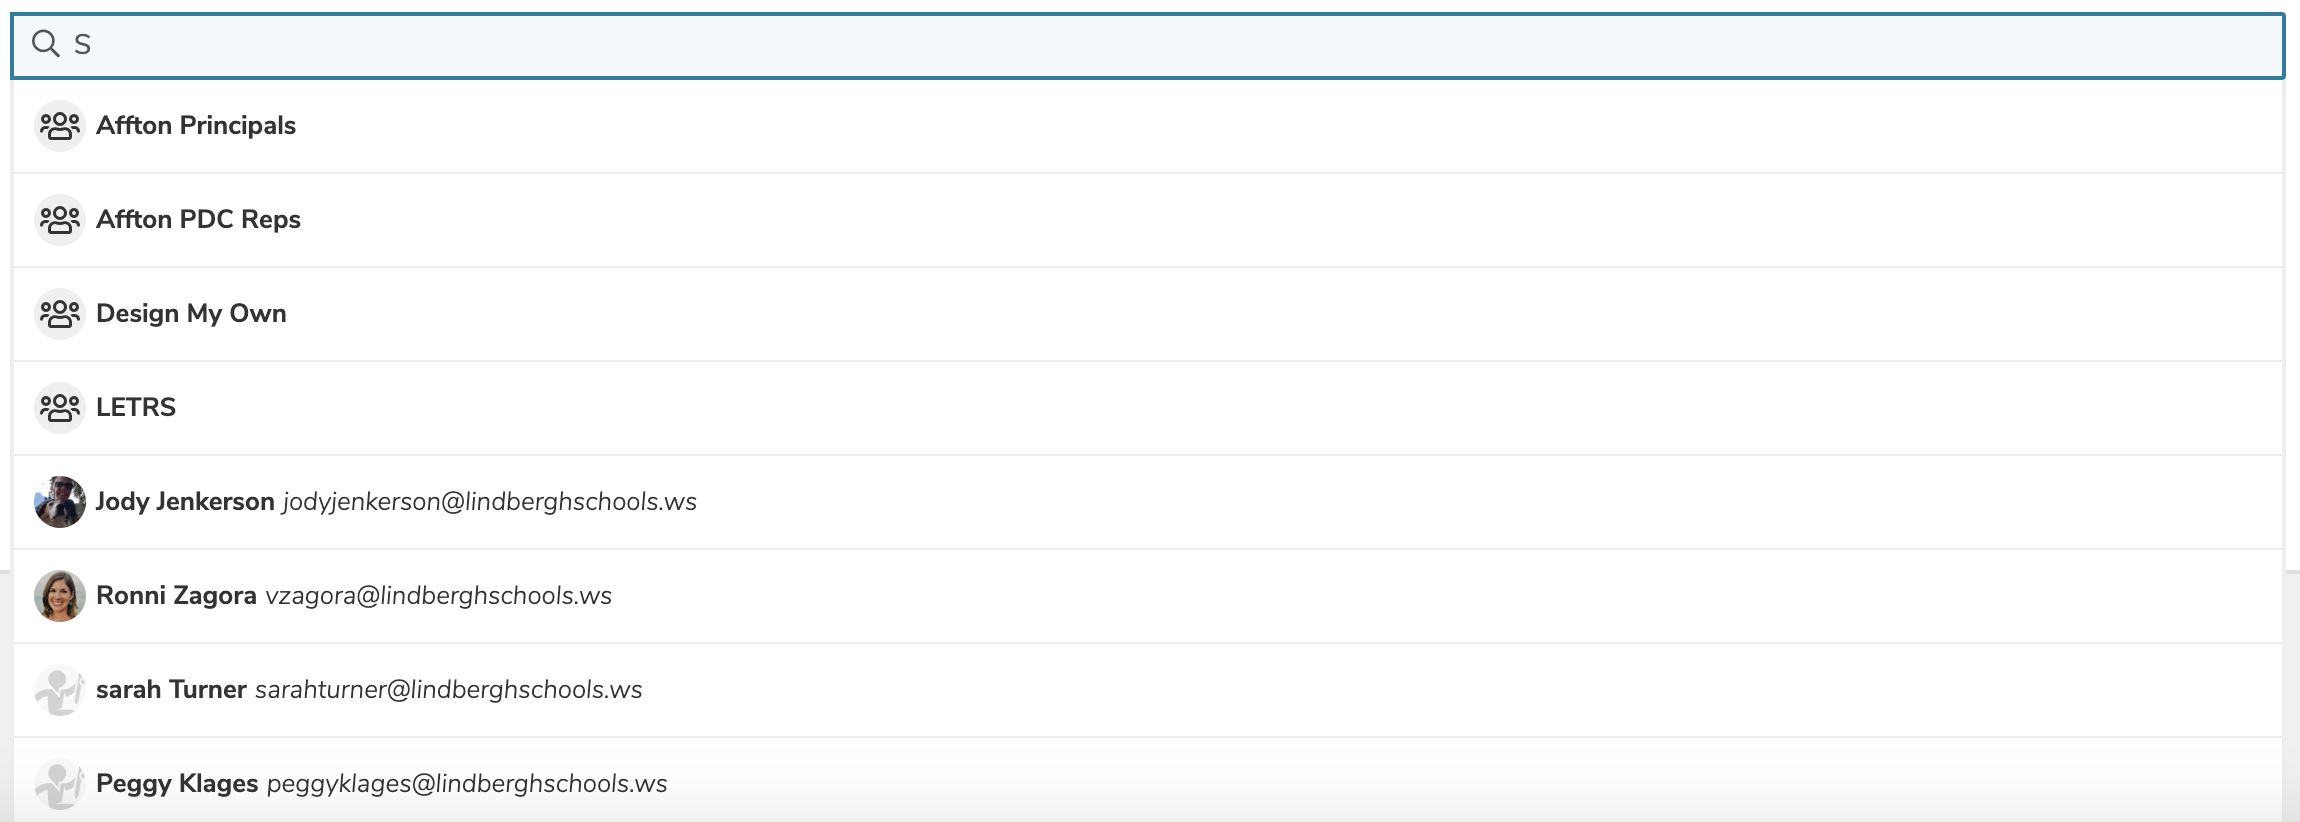 S
Affton Principals
Affton PDC Reps
Design My Own
LETRS
Jody Jenkerson jodyjenkerson@lindberghschools.ws
Ronni Zagora vzagora@lindberghschools.ws
sarah Turner sarahturner@lindberghschools.ws
Peggy Klages peggyklages@lindberghschools.ws